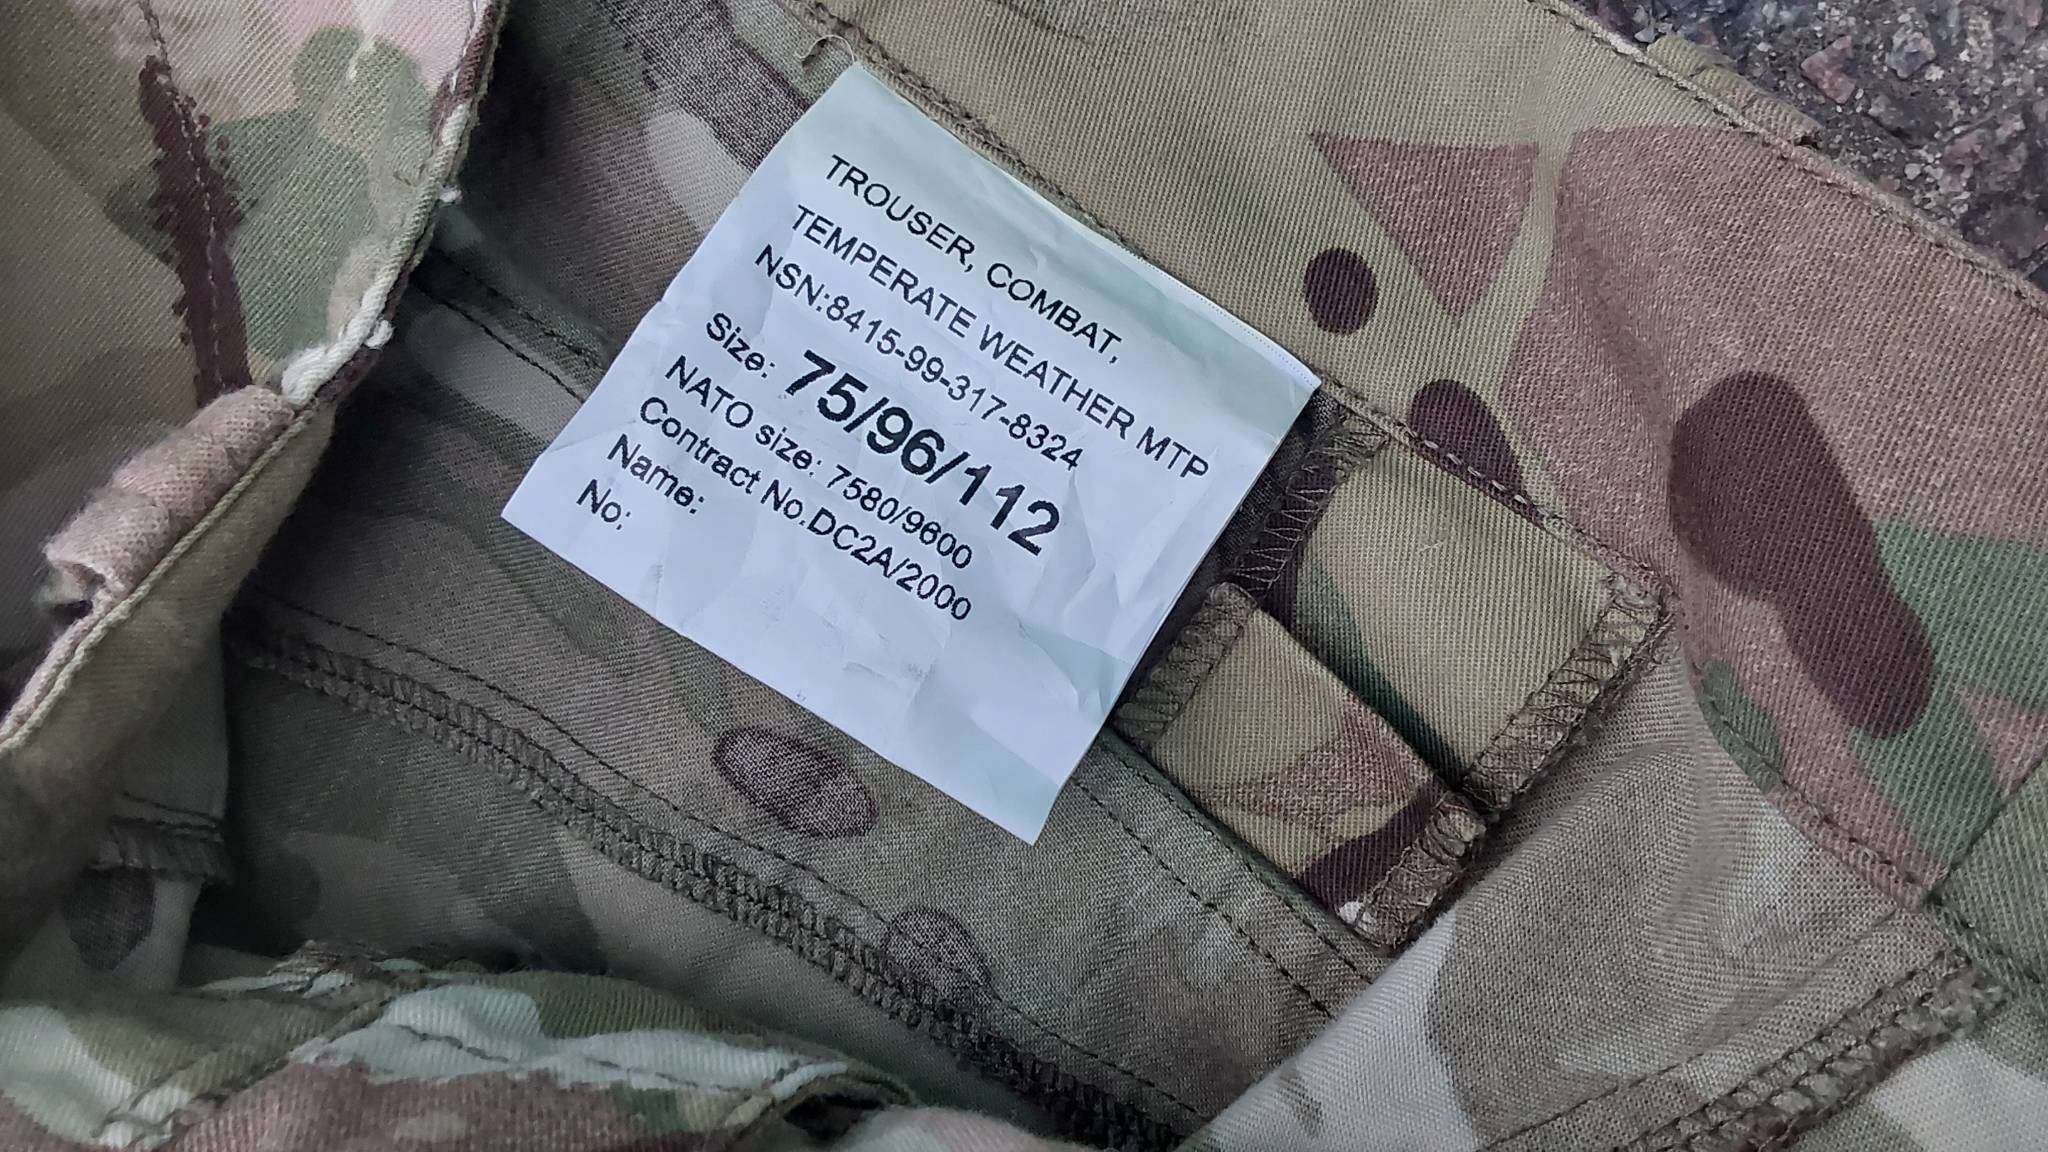 TROUSER, COMBAT,
TEMPERATE WEATHER MTP
NSN:8415-99-317-8324
Size: 75/96/112
NATO size: 7580/9600
Contract No.DC2A/2000
Name:
No: